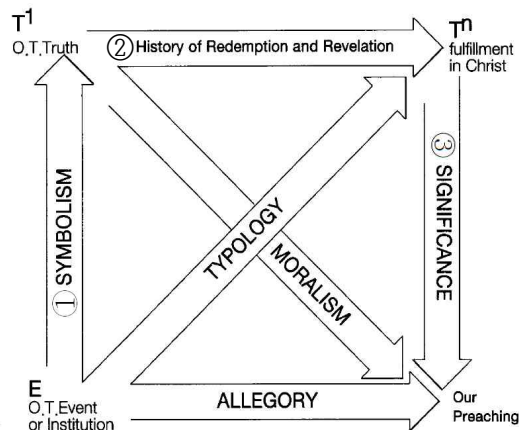 T¹
O.T.Truth
② History of Redemption and Revelation
Tⁿ
fulfillment
in Christ
① SYMBOLISM
TYPOLOGY
MORALISM
③ SIGNIFICANCE
E
O.T.Event
or Institution
ALLEGORY
Our
Preaching